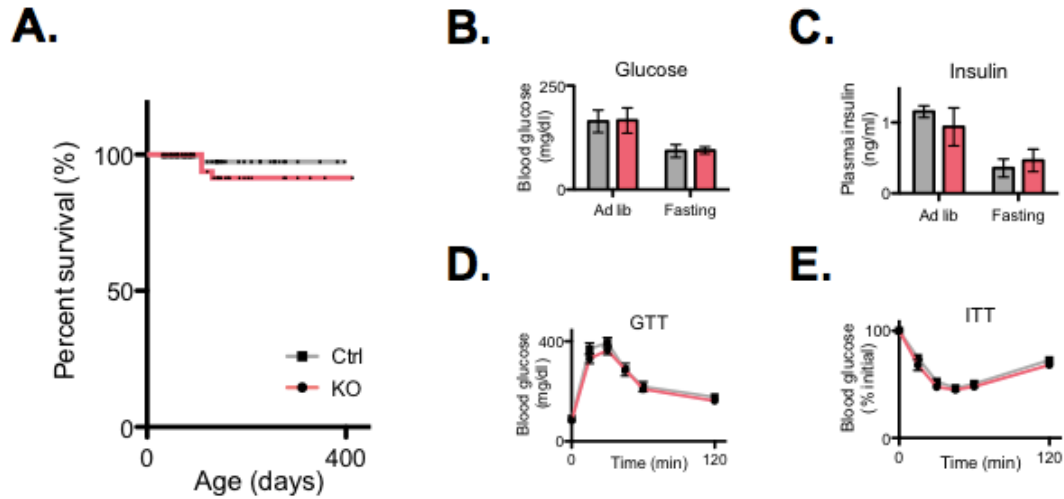 A.
Percent survival (%)
100
50
0
0
400
Age (days)
Ctrl
KO
B.
Glucose
Blood glucose
(mg/dl)
250
0
Ad lib
Fasting
C.
Insulin
Plasma insulin
(ng/ml)
1
0
Ad lib
Fasting
D.
GTT
Blood glucose
(mg/dl)
400
0
0
Time (min)
120
E.
ITT
Blood glucose
(% initial)
100
0
0
Time (min)
120